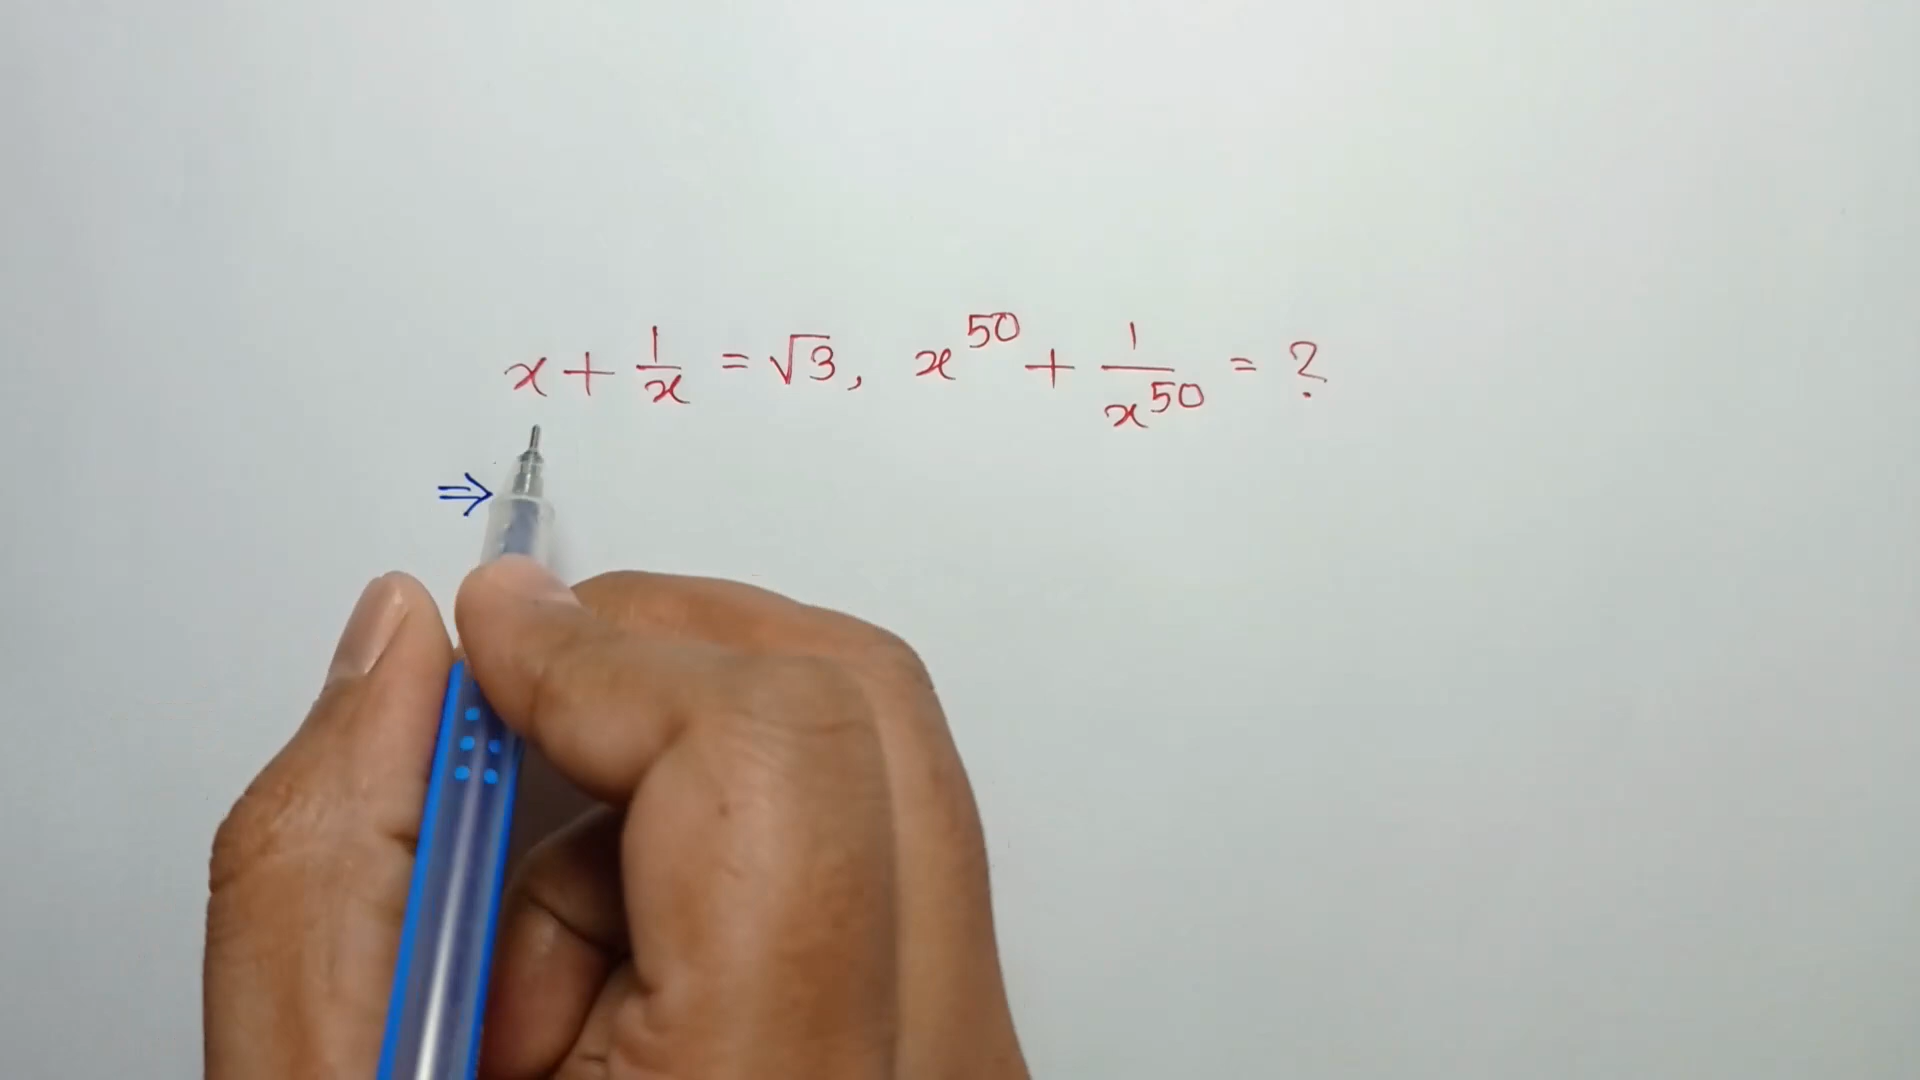 x + 1/x = √3, x^50 + 1/x^50 = ?
⇒